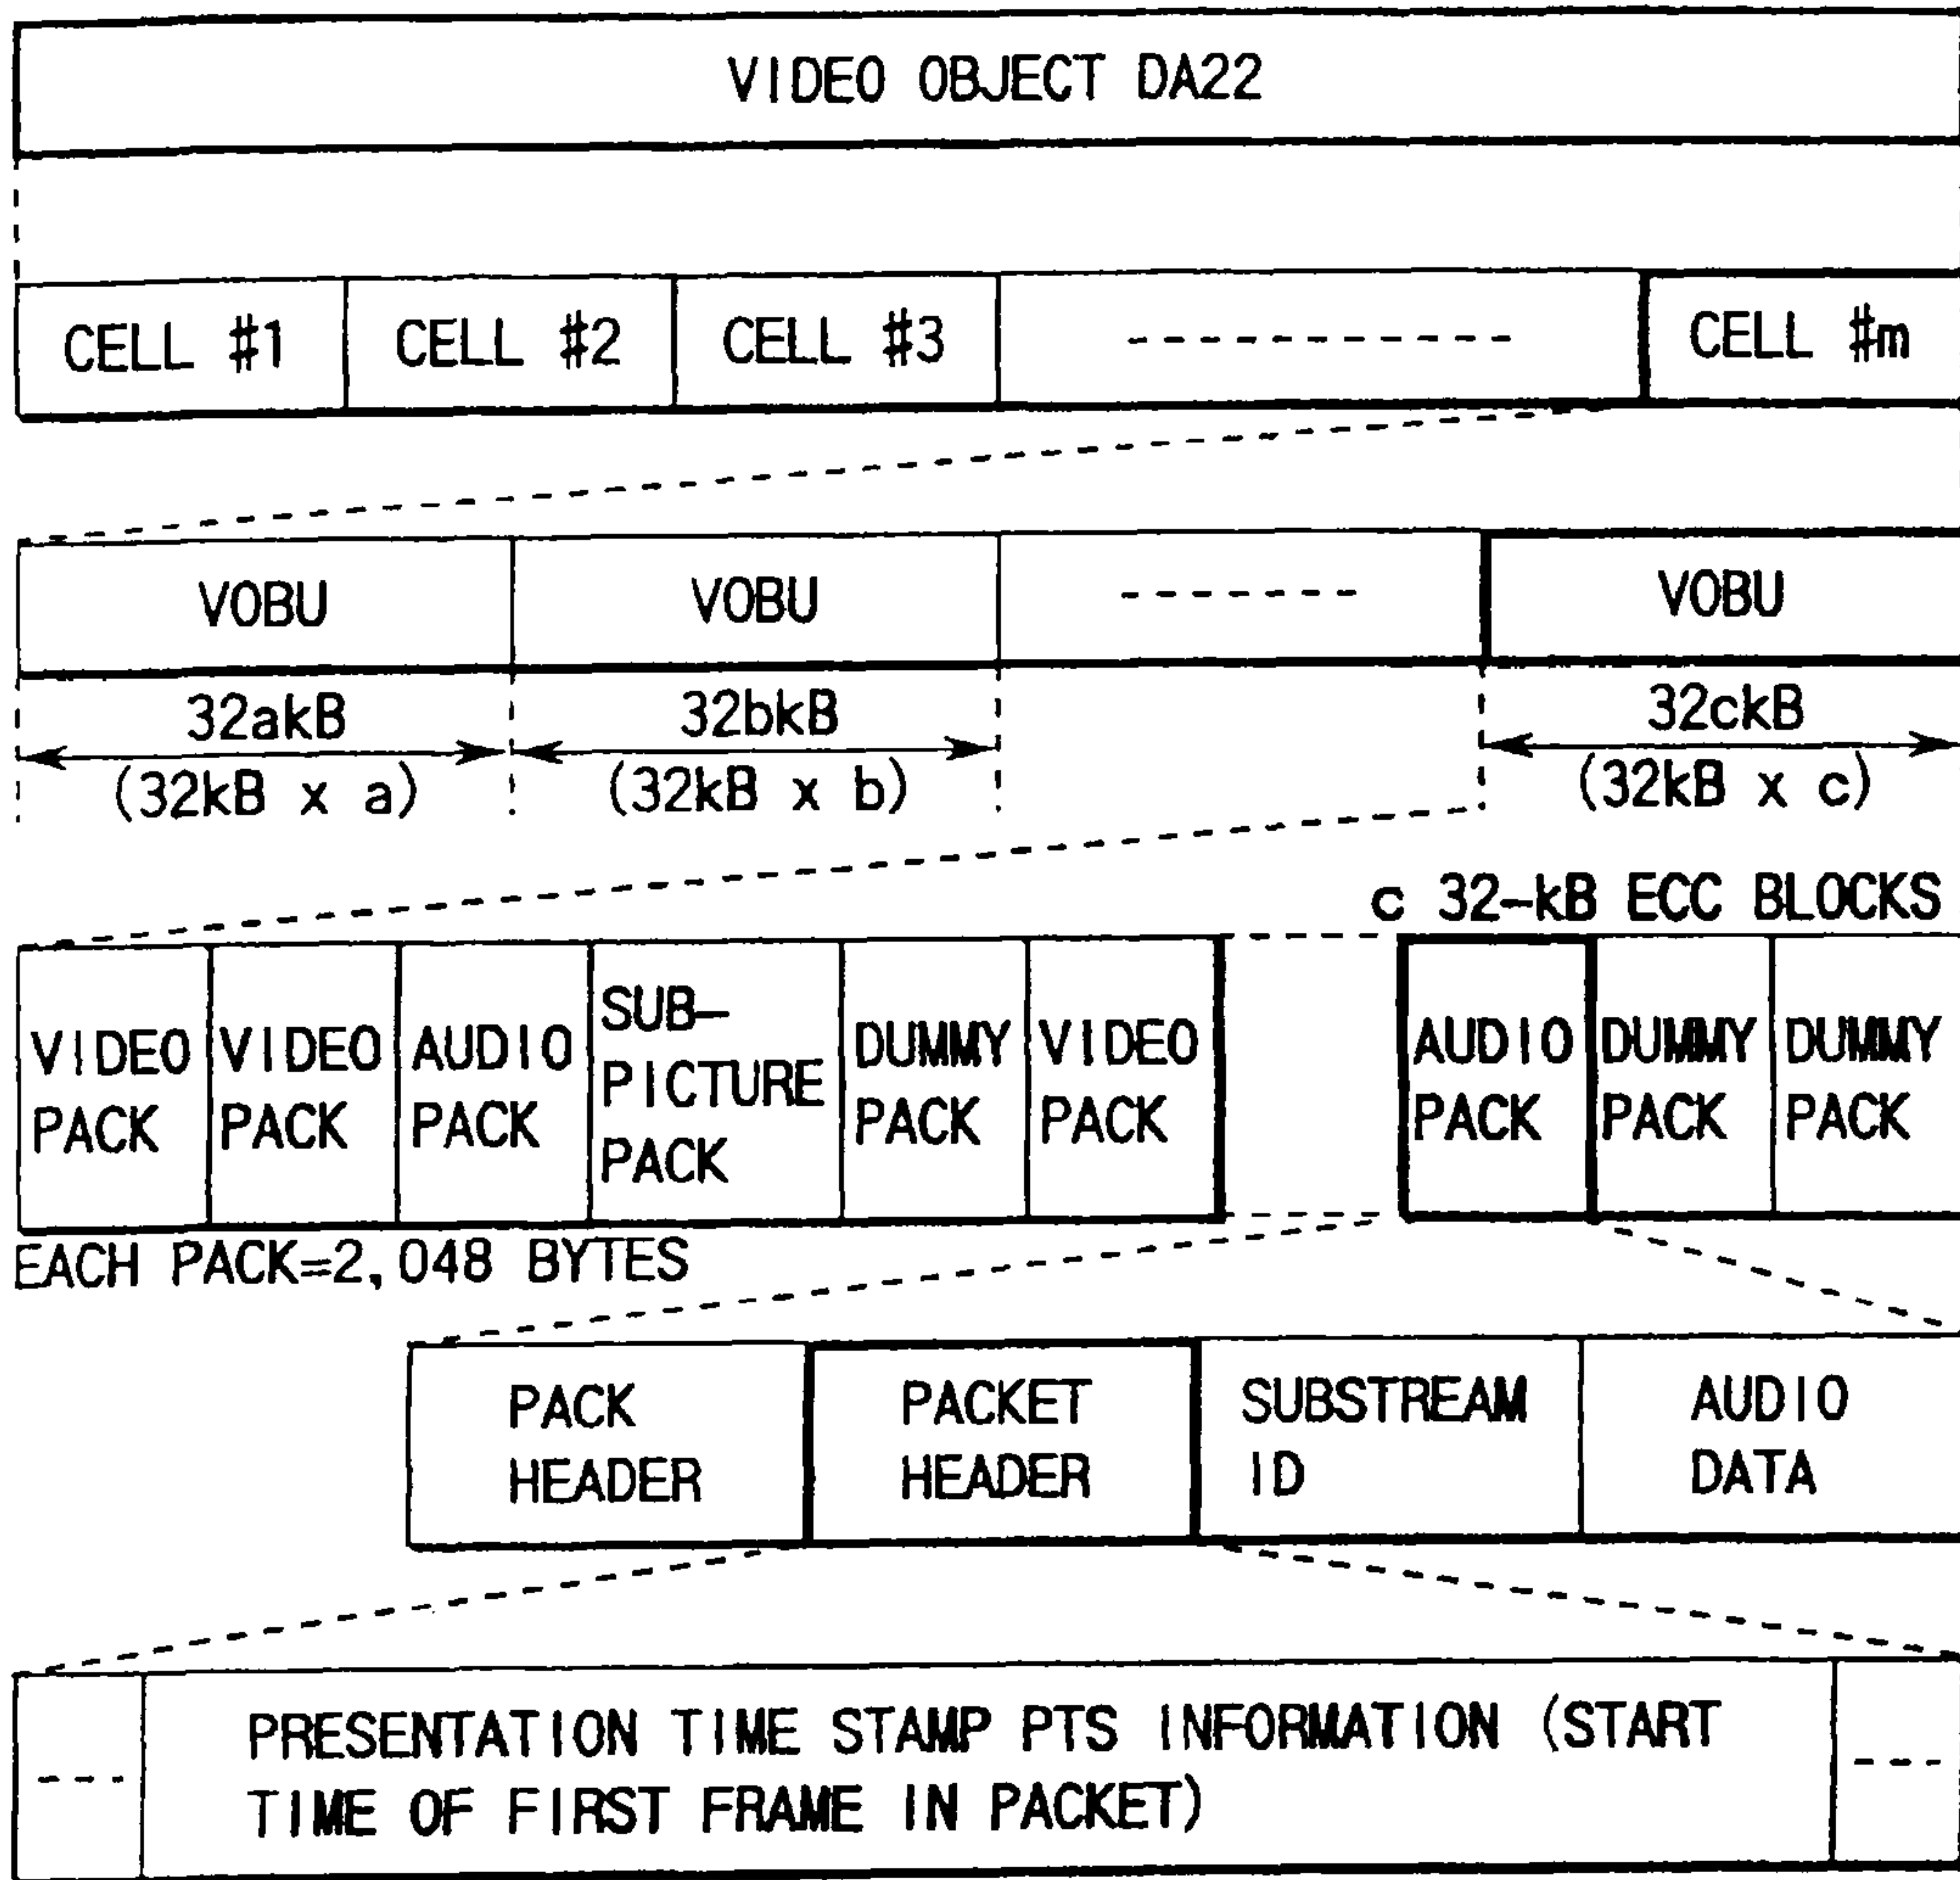 VIDEO OBJECT DA22
CELL #1 CELL #2 CELL #3 CELL #m
VOBU VOBU VOBU
32akB 32bkB 32ckB
(32kB x a) (32kB x b) (32kB x c)
c 32-kB ECC BLOCKS
VIDEO
PACK
VIDEO
PACK
AUDIO
PACK
SUB-
PICTURE
PACK
DUMMY
PACK
VIDEO
PACK
AUDIO
PACK
DUMMY
PACK
DUMMY
PACK
EACH PACK=2,048 BYTES
PACK
HEADER
PACKET
HEADER
SUBSTREAM
ID
AUDIO
DATA
PRESENTATION TIME STAMP PTS INFORMATION (START
TIME OF FIRST FRAME IN PACKET)